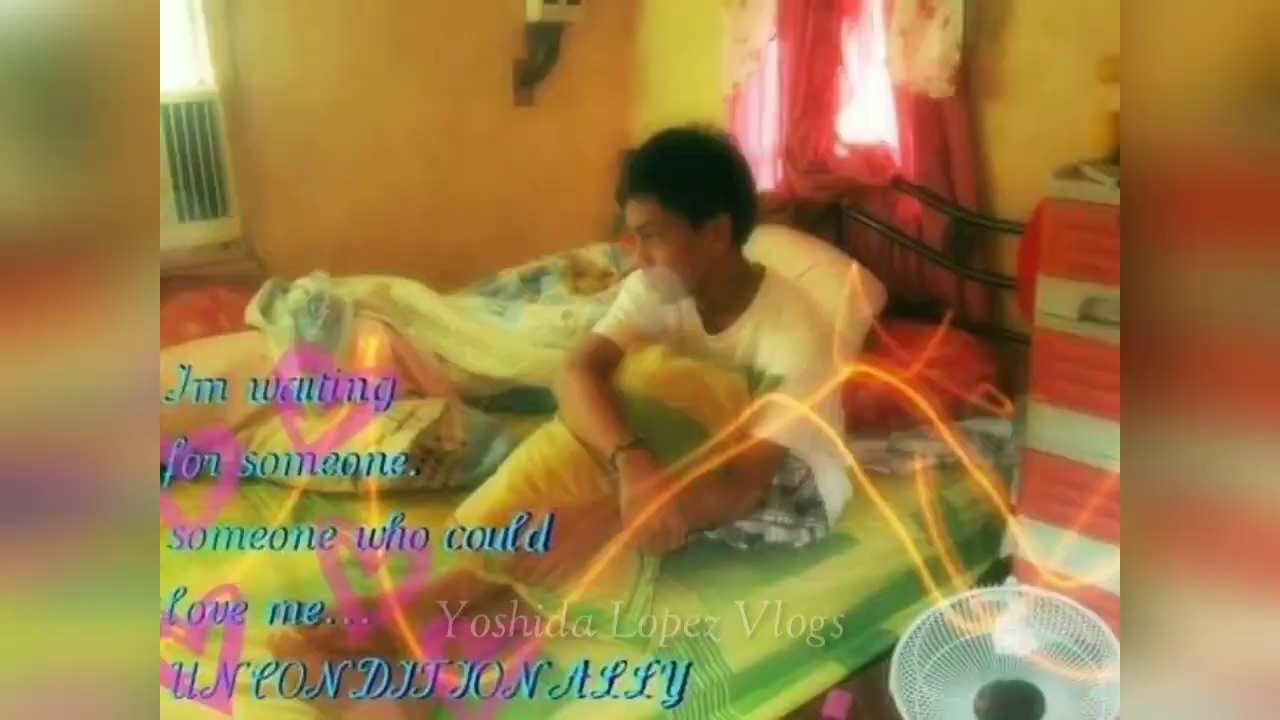 I'm waiting
for someone.
someone who could
love me...
Yoshida Lopez Vlogs
UNCONDITIONALLY